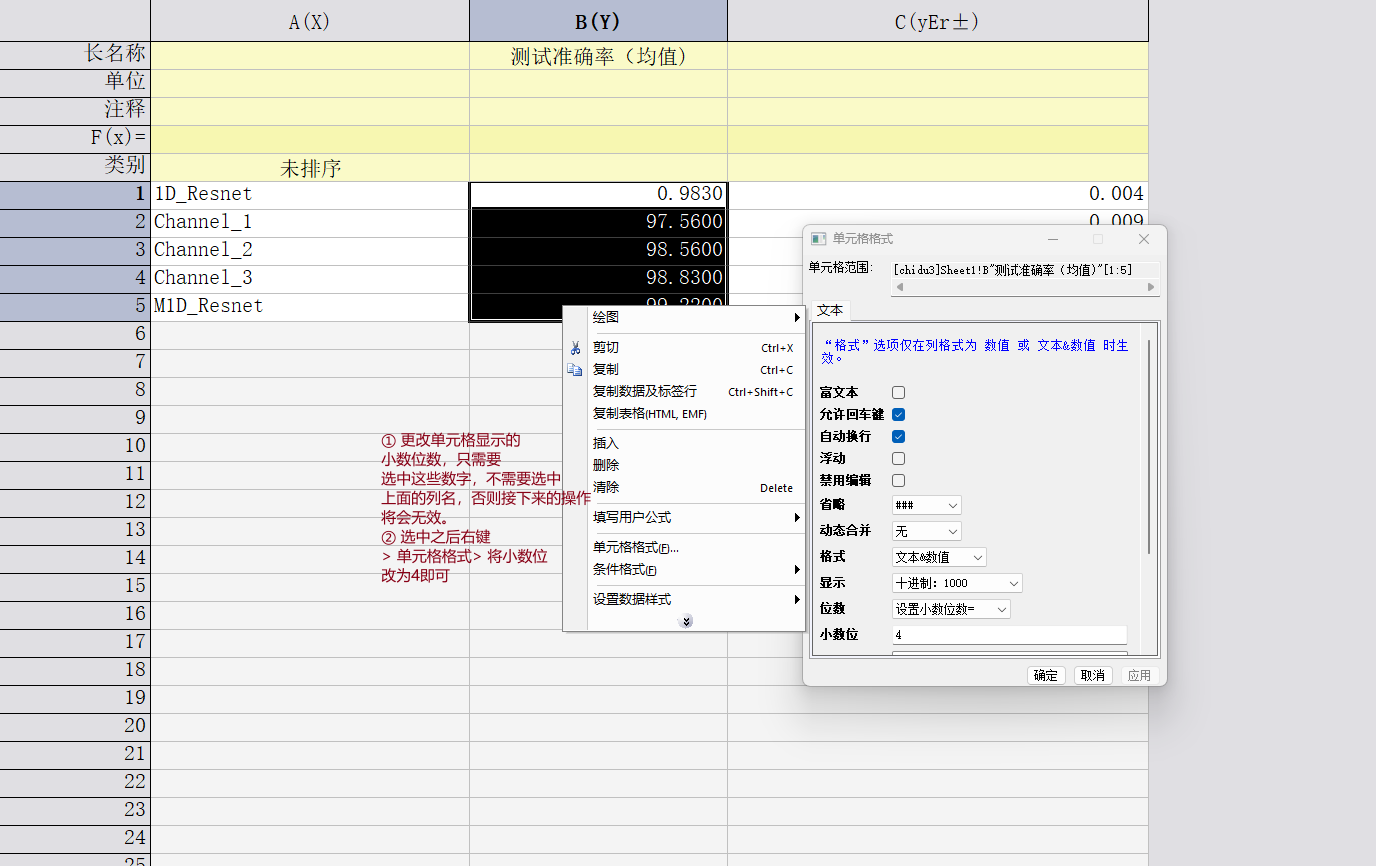 A(X) B(Y) C(yEr±)
长名称 测试准确率（均值）
单位
注释
F(x)=
类别 未排序
1 1D_Resnet 0.9830 0.004
2 Channel_1 97.5600 0.009
3 Channel_2 98.5600
4 Channel_3 98.8300
5 M1D_Resnet
6
7
8
9
10
11
12
13
14
15
16
17
18
19
20
21
22
23
24
25
① 更改单元格显示的
小数位数，只需要
选中这些数字，不需要选中
上面的列名，否则接下来的操作
将会无效。
② 选中之后右键
> 单元格格式> 将小数位
改为4即可
绘图
剪切 Ctrl+X
复制 Ctrl+C
复制数据及标签行 Ctrl+Shift+C
复制表格(HTML, EMF)
插入
删除
清除 Delete
填写用户公式
单元格格式(F)...
条件格式(F)
设置数据样式
单元格格式
单元格范围: [chidu3]Sheet1!B"测试准确率（均值）"[1:5]
文本
“格式”选项仅在列格式为 数值 或 文本&数值 时生
效。
富文本
允许回车键
自动换行
浮动
禁用编辑
省略 ###
动态合并 无
格式 文本&数值
显示 十进制: 1000
位数 设置小数位数=
小数位 4
确定 取消 应用